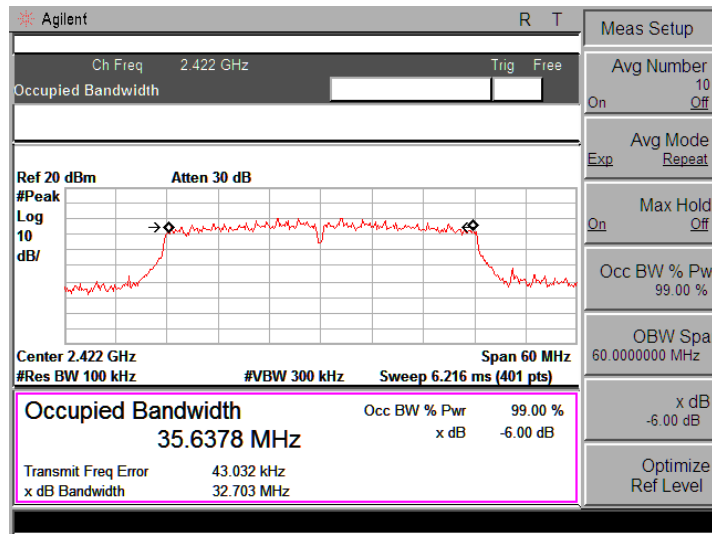 Agilent R T
Ch Freq 2.422 GHz Trig Free
Occupied Bandwidth
Ref 20 dBm Atten 30 dB
#Peak
Log
10
dB/
Center 2.422 GHz Span 60 MHz
#Res BW 100 kHz #VBW 300 kHz Sweep 6.216 ms (401 pts)
Occupied Bandwidth Occ BW % Pwr 99.00 %
35.6378 MHz x dB -6.00 dB
Transmit Freq Error 43.032 kHz
x dB Bandwidth 32.703 MHz
Meas Setup
Avg Number
10
On Off
Avg Mode
Exp Repeat
Max Hold
On Off
Occ BW % Pw
99.00 %
OBW Spa
60.0000000 MHz
x dB
-6.00 dB
Optimize
Ref Level